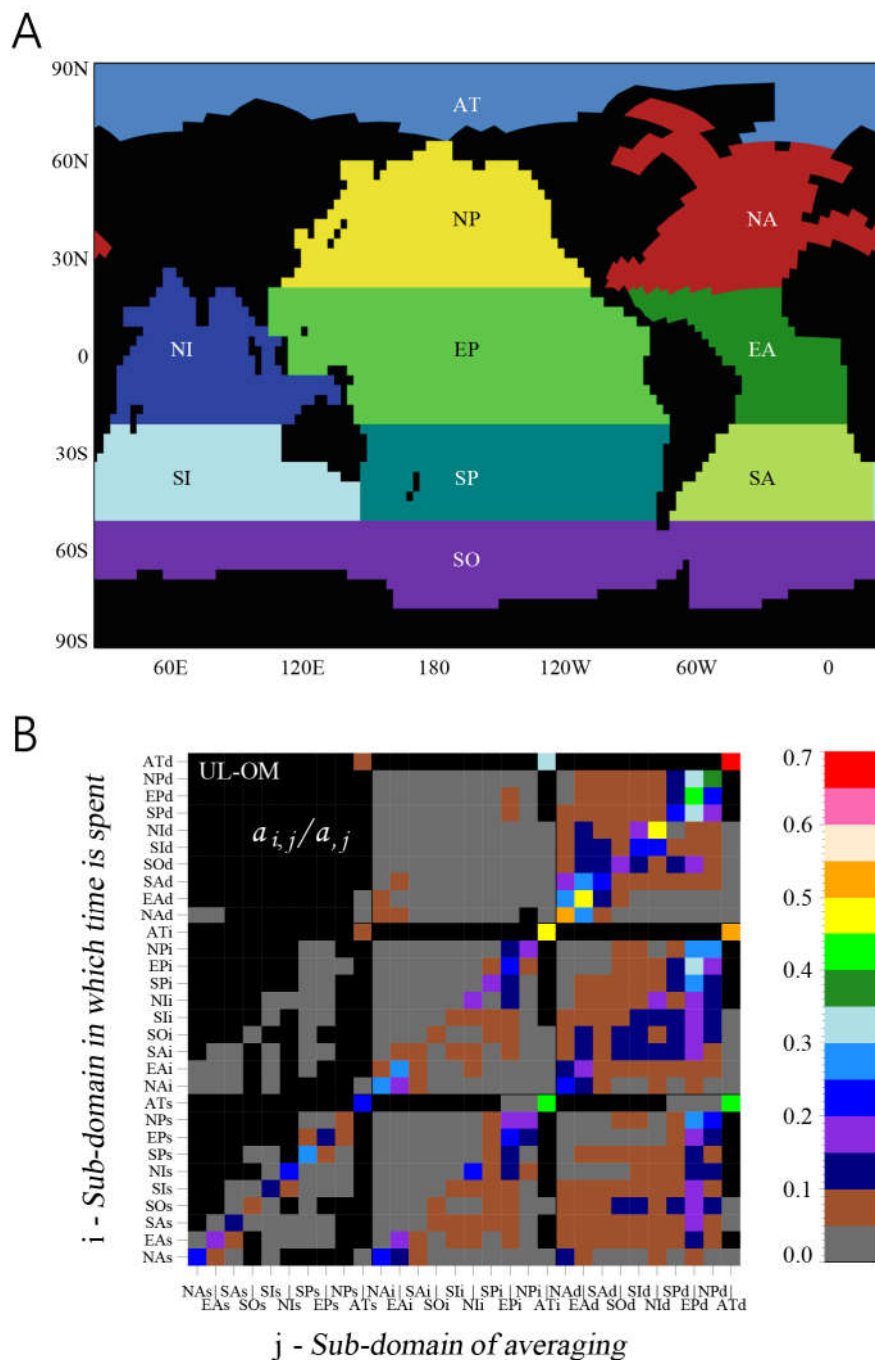 A
90N
AT
60N
NP
NA
30N
NI
EP
EA
0
30S
SI
SP
SA
60S
SO
90S
60E 120E 180 120W 60W 0
B
UL-OM
a i,j / a ,j
i - Sub-domain in which time is spent
ATd
NPd
EPd
SPd
NId
SId
SOd
SAd
EAd
NAd
ATi
NPi
EPi
SPi
NIi
SIi
SOi
SAi
EAi
NAi
ATs
NPs
EPs
SPs
NIs
SIs
SOs
SAs
EAs
NAs
0.7
0.6
0.5
0.4
0.3
0.2
0.1
0.0
NAs | SAs | SIs | SPs | NPs | NAi | SAi | SIi | SPi | NPi | NAd | SAd | SId | SPd | NPd |
EAs SOs NIs EPs ATs EAi SOi NIi EPi ATi EAd SOd NId EPd ATd
j - Sub-domain of averaging